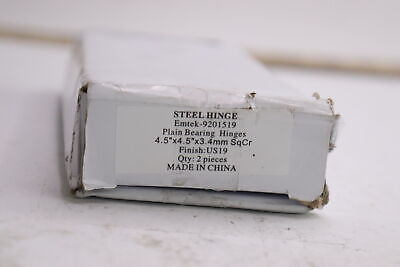 STEEL HINGE
Emtek-9201519
Plain Bearing Hinges
4.5"x4.5"x3.4mm SqCr
Finish:US19
Qty: 2 pieces
MADE IN CHINA